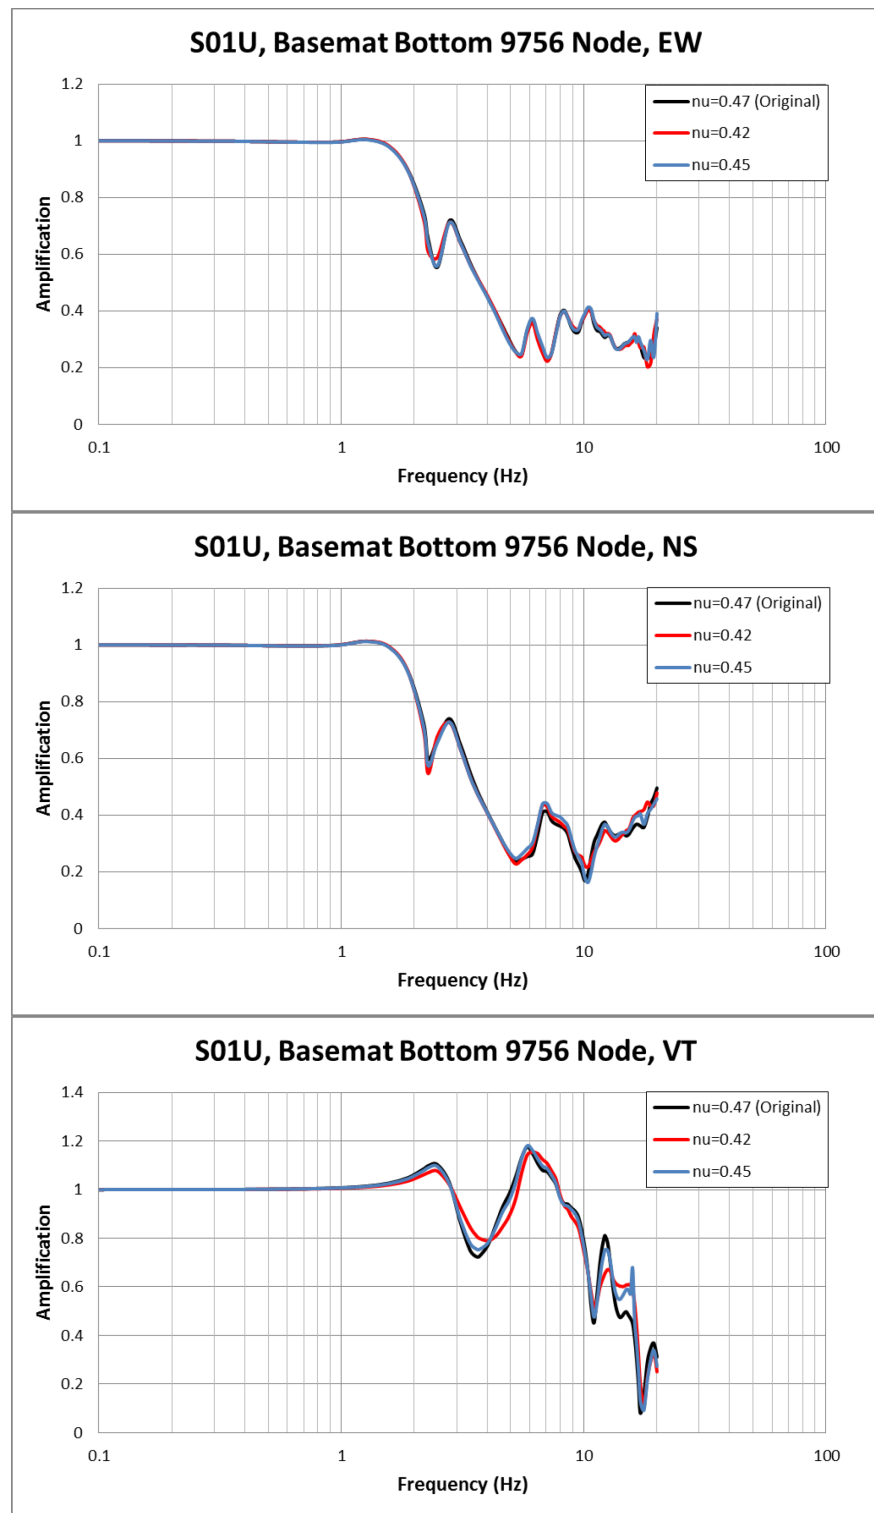 S01U, Basemat Bottom 9756 Node, EW
1.2
nu=0.47 (Original)
1
nu=0.42
nu=0.45
0.8
Amplification
0.6
0.4
0.2
0
0.1 1 10 100
Frequency (Hz)
S01U, Basemat Bottom 9756 Node, NS
1.2
nu=0.47 (Original)
1
nu=0.42
nu=0.45
0.8
Amplification
0.6
0.4
0.2
0
0.1 1 10 100
Frequency (Hz)
S01U, Basemat Bottom 9756 Node, VT
1.4
nu=0.47 (Original)
1.2
nu=0.42
1
nu=0.45
0.8
Amplification
0.6
0.4
0.2
0
0.1 1 10 100
Frequency (Hz)